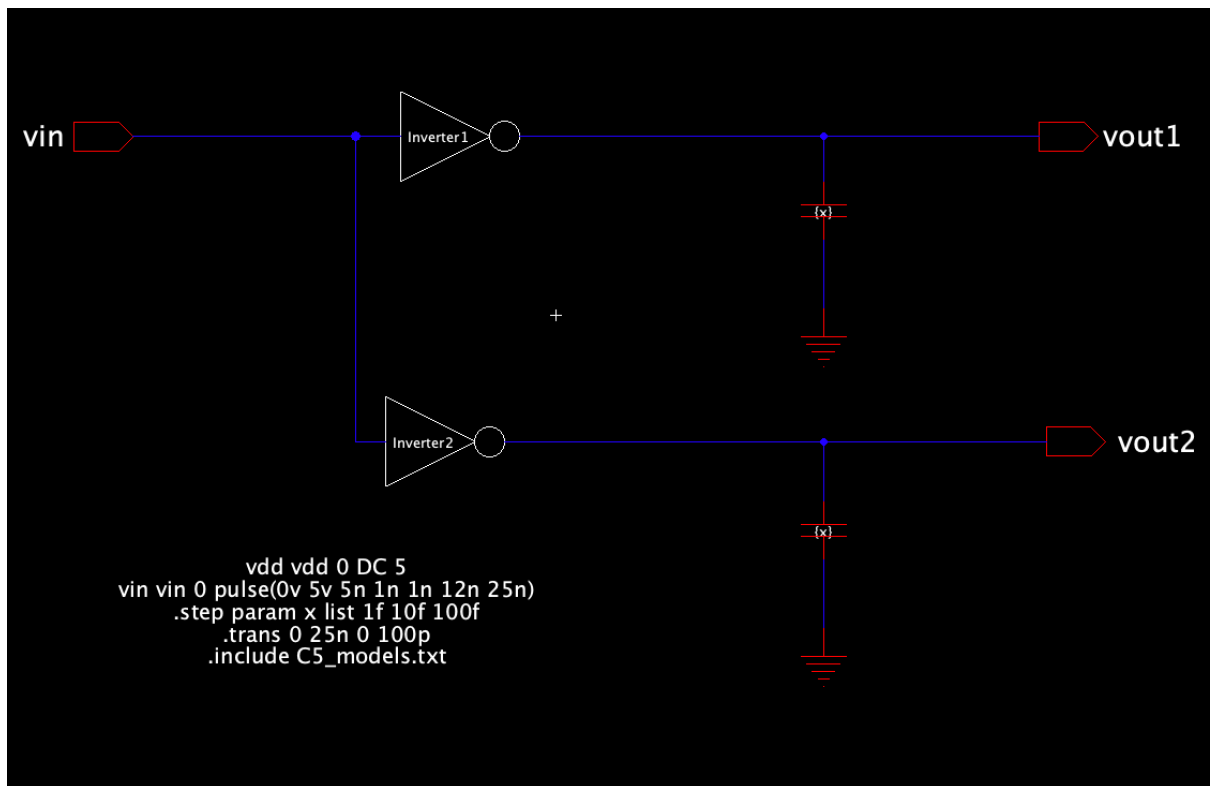 vin
Inverter1
vout1
{x}
Inverter2
vout2
{x}
vdd vdd 0 DC 5
vin vin 0 pulse(0v 5v 5n 1n 1n 12n 25n)
.step param x list 1f 10f 100f
.trans 0 25n 0 100p
.include C5_models.txt